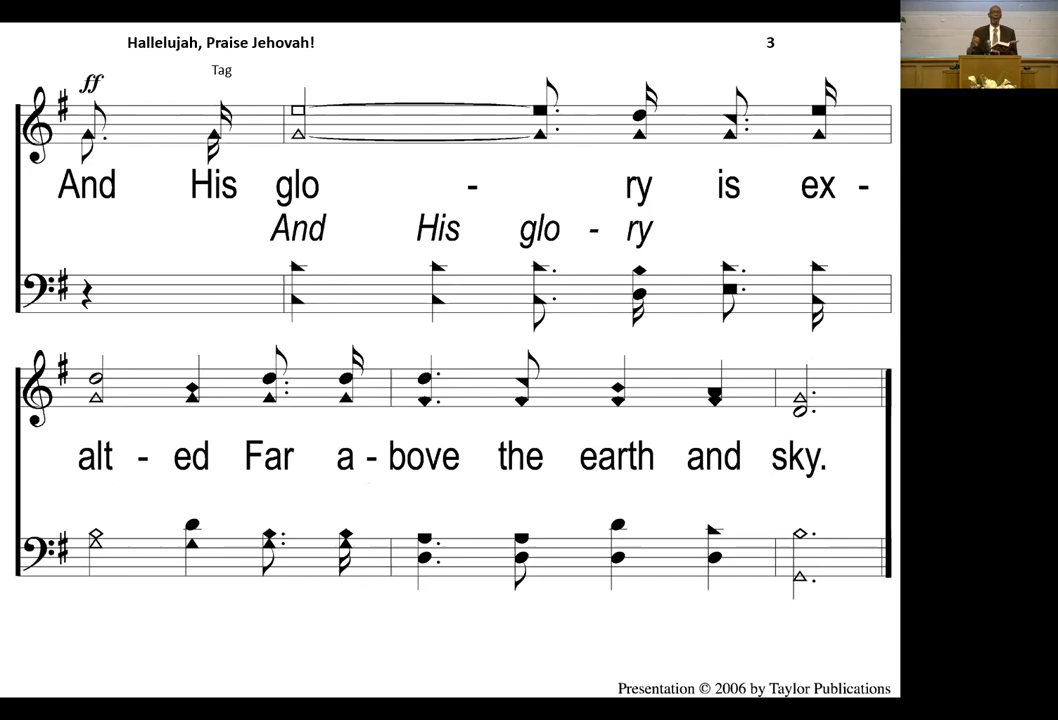 Hallelujah, Praise Jehovah! 3
Tag
ff
And His glo - ry is ex -
And His glo - ry
alt - ed Far a - bove the earth and sky.
Presentation © 2006 by Taylor Publications